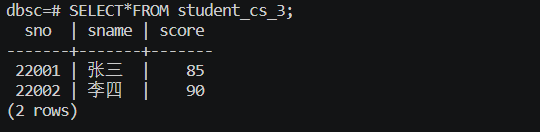 dbsc=# SELECT*FROM student_cs_3;
  sno  | sname | score
-------+-------+-------
 22001 | 张三  |    85
 22002 | 李四  |    90
(2 rows)